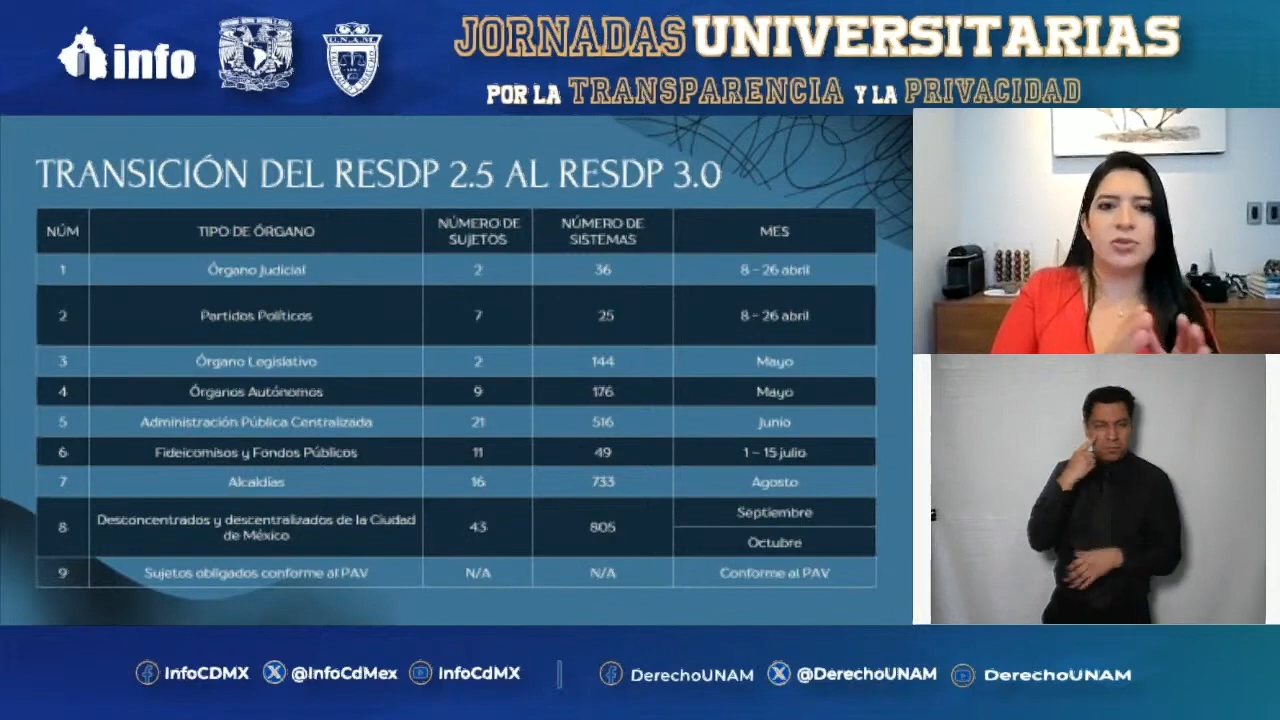 info
U.N.A.M.
JORNADAS UNIVERSITARIAS
POR LA TRANSPARENCIA Y LA PRIVACIDAD
TRANSICIÓN DEL RESDP 2.5 AL RESDP 3.0
NÚM TIPO DE ÓRGANO NÚMERO DE SUJETOS NÚMERO DE SISTEMAS MES
1 Órgano Judicial 2 36 8 – 26 abril
2 Partidos Políticos 7 25 8 – 26 abril
3 Órgano Legislativo 2 144 Mayo
4 Órganos Autónomos 9 176 Mayo
5 Administración Pública Centralizada 21 516 Junio
6 Fideicomisos y Fondos Públicos 11 49 1 – 15 julio
7 Alcaldías 16 733 Agosto
8 Desconcentrados y descentralizados de la Ciudad de México 43 805 Septiembre
Octubre
9 Sujetos obligados conforme al PAV N/A N/A Conforme al PAV
InfoCDMX @InfoCdMex InfoCdMX | DerechoUNAM @DerechoUNAM DerechoUNAM